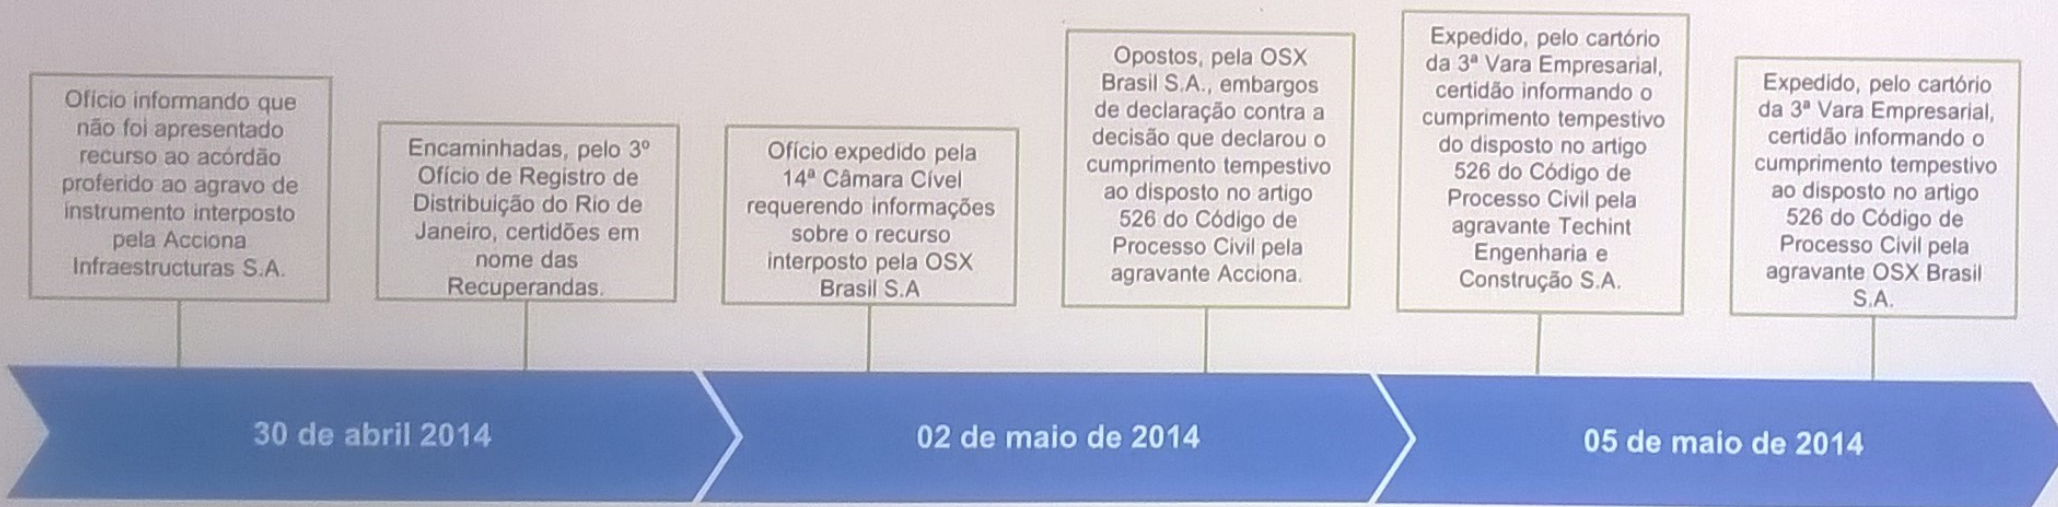 Ofício informando que
não foi apresentado
recurso ao acórdão
proferido ao agravo de
instrumento interposto
pela Acciona
Infraestructuras S.A.
Encaminhadas, pelo 3º
Ofício de Registro de
Distribuição do Rio de
Janeiro, certidões em
nome das
Recuperandas.
Ofício expedido pela
14ª Câmara Cível
requerendo informações
sobre o recurso
interposto pela OSX
Brasil S.A
Opostos, pela OSX
Brasil S.A., embargos
de declaração contra a
decisão que declarou o
cumprimento tempestivo
ao disposto no artigo
526 do Código de
Processo Civil pela
agravante Acciona.
Expedido, pelo cartório
da 3ª Vara Empresarial,
certidão informando o
cumprimento tempestivo
do disposto no artigo
526 do Código de
Processo Civil pela
agravante Techint
Engenharia e
Construção S.A.
Expedido, pelo cartório
da 3ª Vara Empresarial,
certidão informando o
cumprimento tempestivo
ao disposto no artigo
526 do Código de
Processo Civil pela
agravante OSX Brasil
S.A.
30 de abril 2014
02 de maio de 2014
05 de maio de 2014